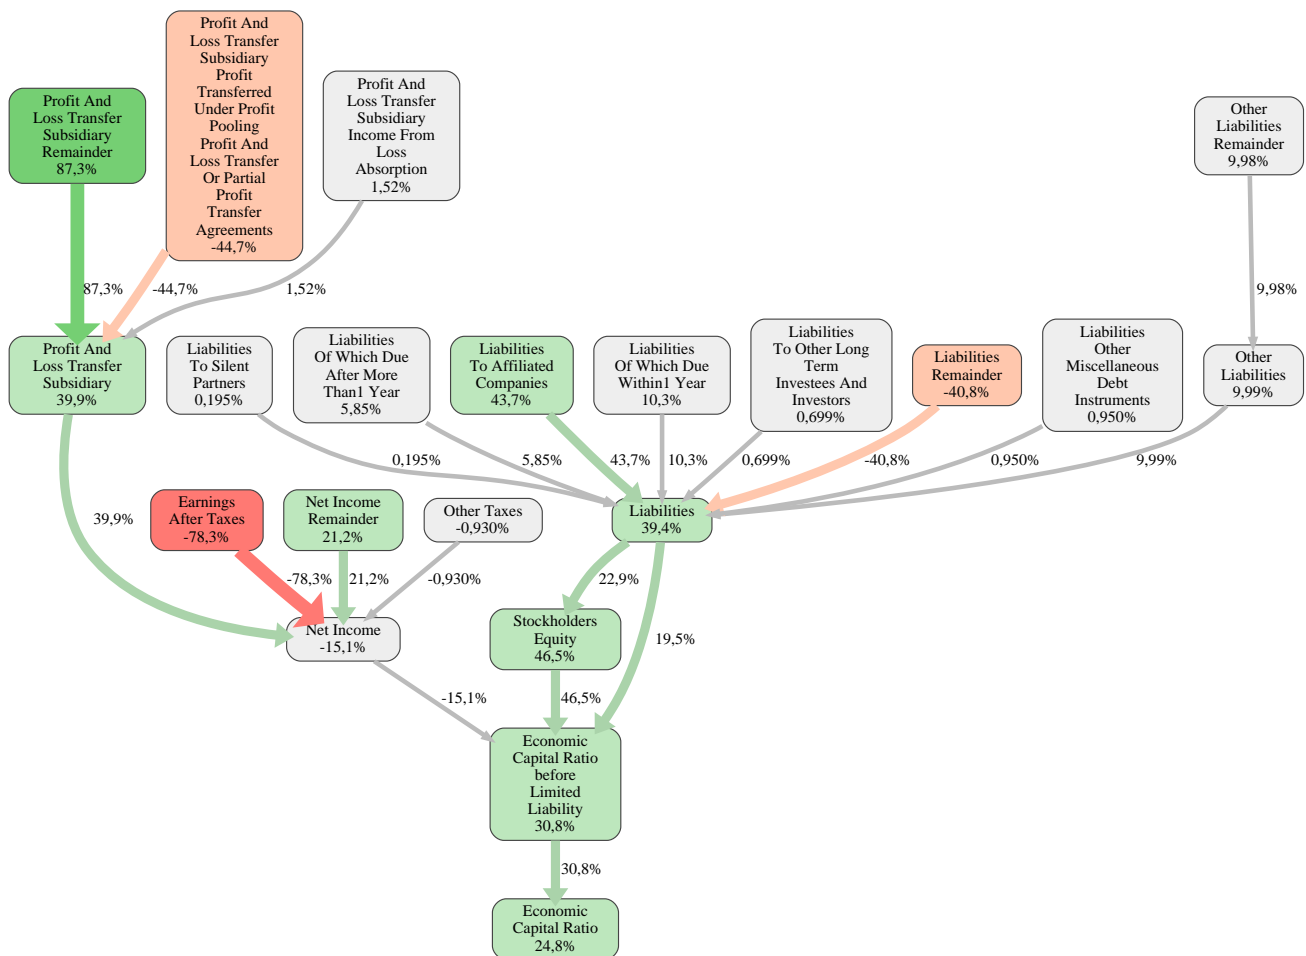 Profit And
Loss Transfer
Subsidiary
Profit
Transferred
Under Profit
Pooling
Profit And
Loss Transfer
Or Partial
Profit
Transfer
Agreements
-44,7%
Profit And
Loss Transfer
Subsidiary
Income From
Loss
Absorption
1,52%
Profit And
Loss Transfer
Subsidiary
Remainder
87,3%
Other
Liabilities
Remainder
9,98%
87,3%
-44,7%
1,52%
9,98%
Profit And
Loss Transfer
Subsidiary
39,9%
Liabilities
To Silent
Partners
0,195%
Liabilities
Of Which Due
After More
Than1 Year
5,85%
Liabilities
To Affiliated
Companies
43,7%
Liabilities
Of Which Due
Within1 Year
10,3%
Liabilities
To Other Long
Term
Investees And
Investors
0,699%
Liabilities
Remainder
-40,8%
Liabilities
Other
Miscellaneous
Debt
Instruments
0,950%
Other
Liabilities
9,99%
0,195%
5,85%
43,7%
10,3%
0,699%
-40,8%
0,950%
9,99%
39,9%
Earnings
After Taxes
-78,3%
Net Income
Remainder
21,2%
Other Taxes
-0,930%
Liabilities
39,4%
-78,3%
21,2%
-0,930%
22,9%
19,5%
Net Income
-15,1%
Stockholders
Equity
46,5%
-15,1%
46,5%
Economic
Capital Ratio
before
Limited
Liability
30,8%
30,8%
Economic
Capital Ratio
24,8%